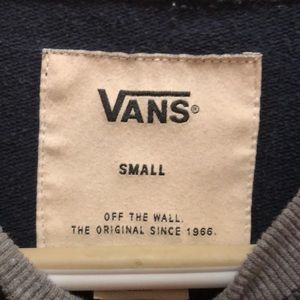 VANS®
SMALL
OFF THE WALL.
THE ORIGINAL SINCE 1966.